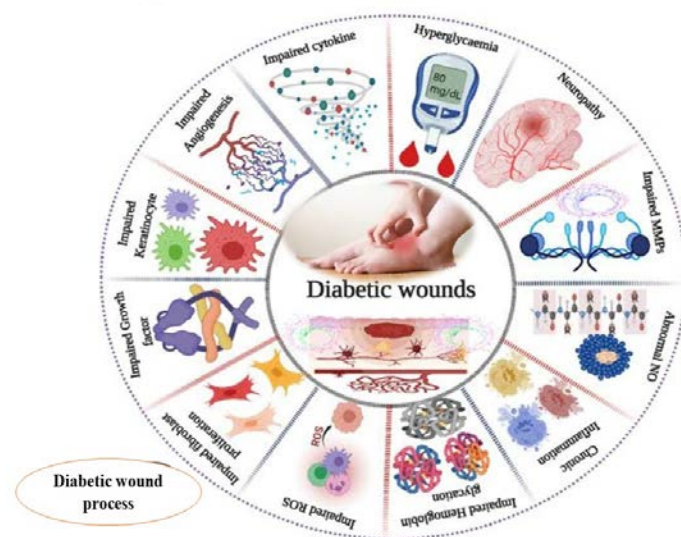 Impaired cytokine
Hyperglycaemia
80
mg/dL
Neuropathy
Impaired MMPs
Abnormal NO
Chronic
Inflammation
Impaired Hemoglobin
glycation
Impaired ROS
ROS
Impaired fibroblast
proliferation
Impaired Growth
factor
Impaired
Keratinocyte
Impaired
Angiogenesis
Diabetic wounds
Diabetic wound
process